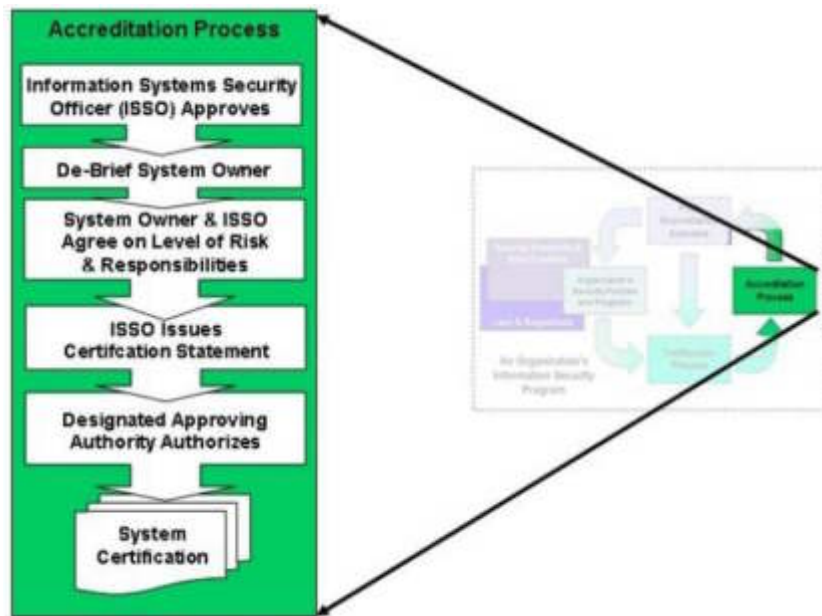 Accreditation Process
Information Systems Security
Officer (ISSO) Approves
De-Brief System Owner
System Owner & ISSO
Agree on Level of Risk
& Responsibilities
ISSO Issues
Certifcation Statement
Designated Approving
Authority Authorizes
System
Certification
Accreditation
Process
An Organization's
Information Security
Program